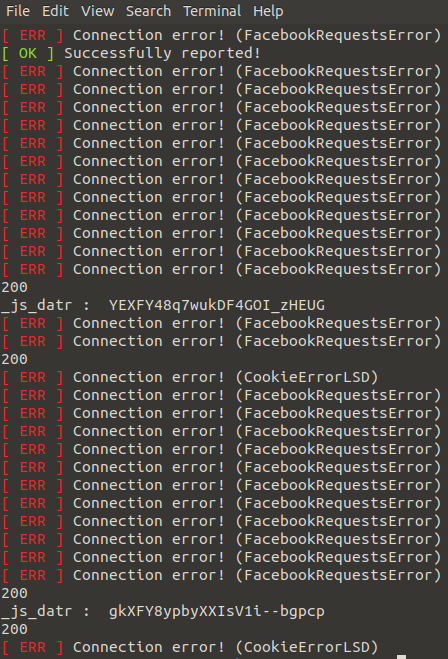 File Edit View Search Terminal Help
[ ERR ] Connection error! (FacebookRequestsError)
[ OK ] Successfully reported!
[ ERR ] Connection error! (FacebookRequestsError)
[ ERR ] Connection error! (FacebookRequestsError)
[ ERR ] Connection error! (FacebookRequestsError)
[ ERR ] Connection error! (FacebookRequestsError)
[ ERR ] Connection error! (FacebookRequestsError)
[ ERR ] Connection error! (FacebookRequestsError)
[ ERR ] Connection error! (FacebookRequestsError)
[ ERR ] Connection error! (FacebookRequestsError)
[ ERR ] Connection error! (FacebookRequestsError)
[ ERR ] Connection error! (FacebookRequestsError)
[ ERR ] Connection error! (FacebookRequestsError)
[ ERR ] Connection error! (FacebookRequestsError)
200
_js_datr :  YEXFY48q7wukDF4GOI_zHEUG
[ ERR ] Connection error! (FacebookRequestsError)
[ ERR ] Connection error! (FacebookRequestsError)
200
[ ERR ] Connection error! (CookieErrorLSD)
[ ERR ] Connection error! (FacebookRequestsError)
[ ERR ] Connection error! (FacebookRequestsError)
[ ERR ] Connection error! (FacebookRequestsError)
[ ERR ] Connection error! (FacebookRequestsError)
[ ERR ] Connection error! (FacebookRequestsError)
[ ERR ] Connection error! (FacebookRequestsError)
[ ERR ] Connection error! (FacebookRequestsError)
[ ERR ] Connection error! (FacebookRequestsError)
[ ERR ] Connection error! (FacebookRequestsError)
[ ERR ] Connection error! (FacebookRequestsError)
[ ERR ] Connection error! (FacebookRequestsError)
200
_js_datr :  gkXFY8ypbyXXIsV1i--bgpcp
200
[ ERR ] Connection error! (CookieErrorLSD)